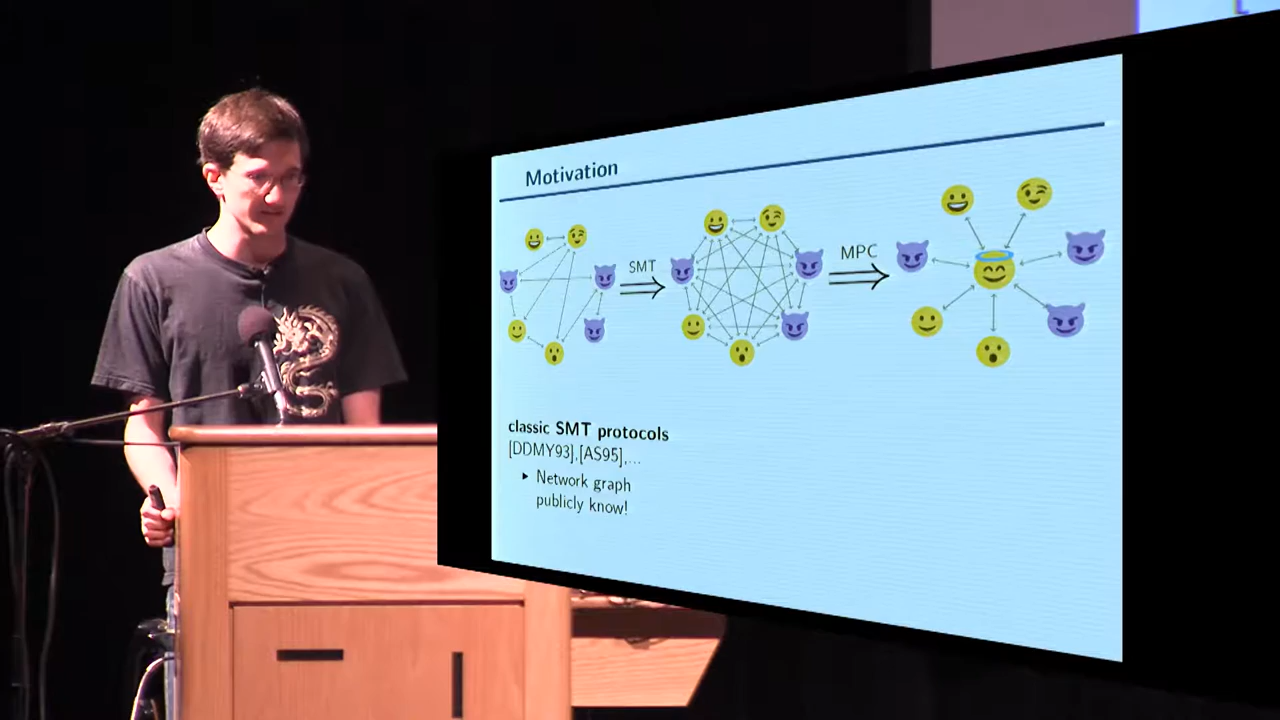 Motivation
SMT
MPC
classic SMT protocols
[DDMY93],[AS95],...
▸ Network graph
publicly know!